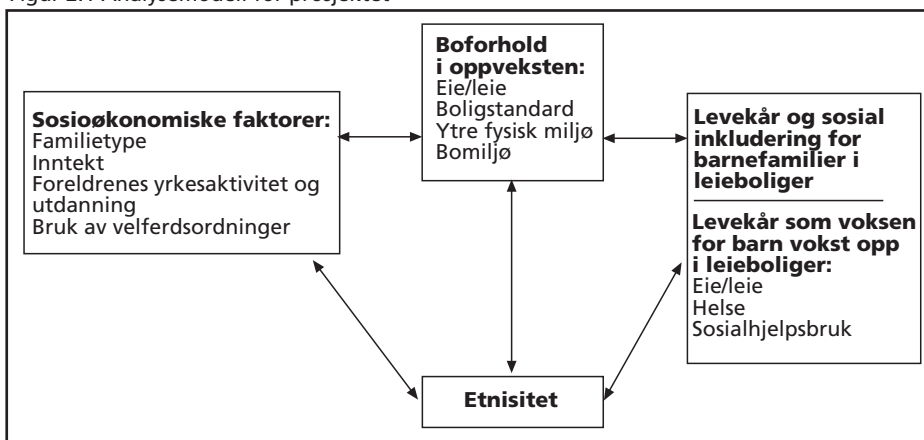 Figur 2.1 Analysemodell for prosjektet
Sosioøkonomiske faktorer:
Familietype
Inntekt
Foreldrenes yrkesaktivitet og
utdanning
Bruk av velferdsordninger
Boforhold
i oppveksten:
Eie/leie
Boligstandard
Ytre fysisk miljø
Bomiljø
Levekår og sosial
inkludering for
barnefamilier i
leieboliger
Levekår som voksen
for barn vokst opp
i leieboliger:
Eie/leie
Helse
Sosialhjelpsbruk
Etnisitet